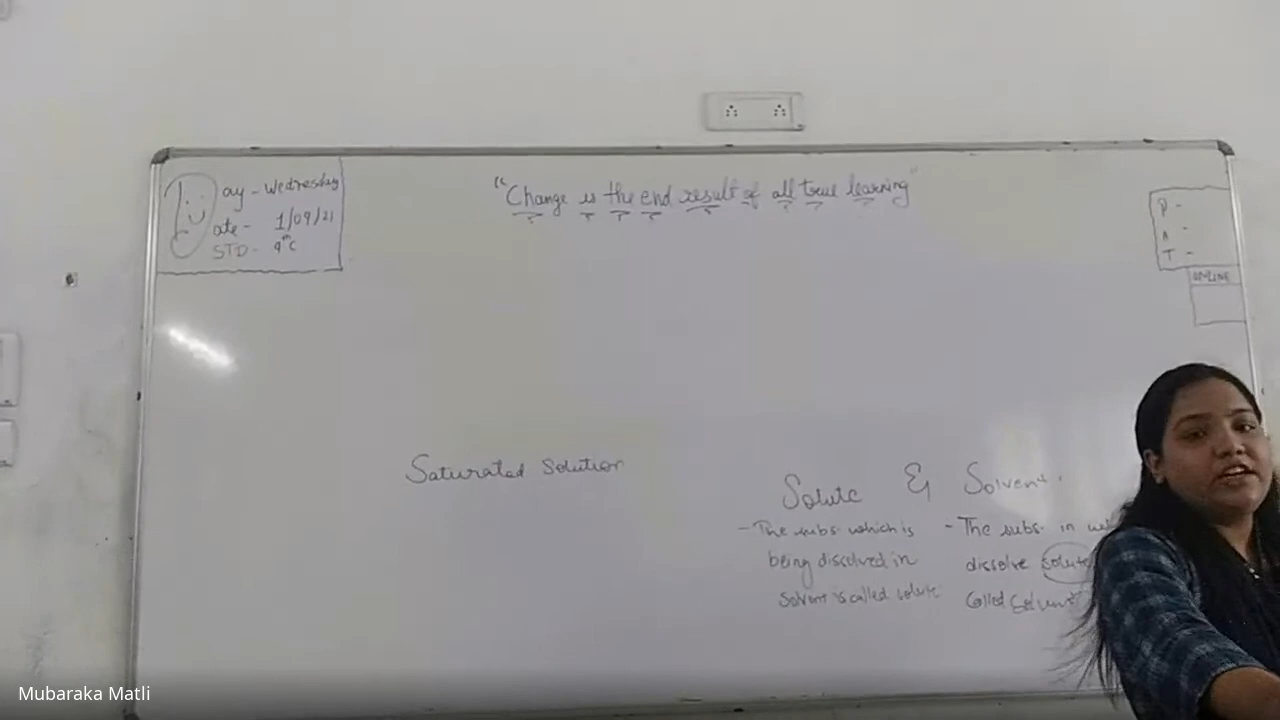 Day - Wednesday
Date - 1/09/21
STD - 9th C
"Change is the end result of all true learning"
P -
A -
T -
ONLINE
Saturated Solution
Solute & Solvent.
- The subs. which is
being dissolved in
Solvent is called solute
- The subs. in
dissolve solute
Called Solvent
Mubaraka Matli